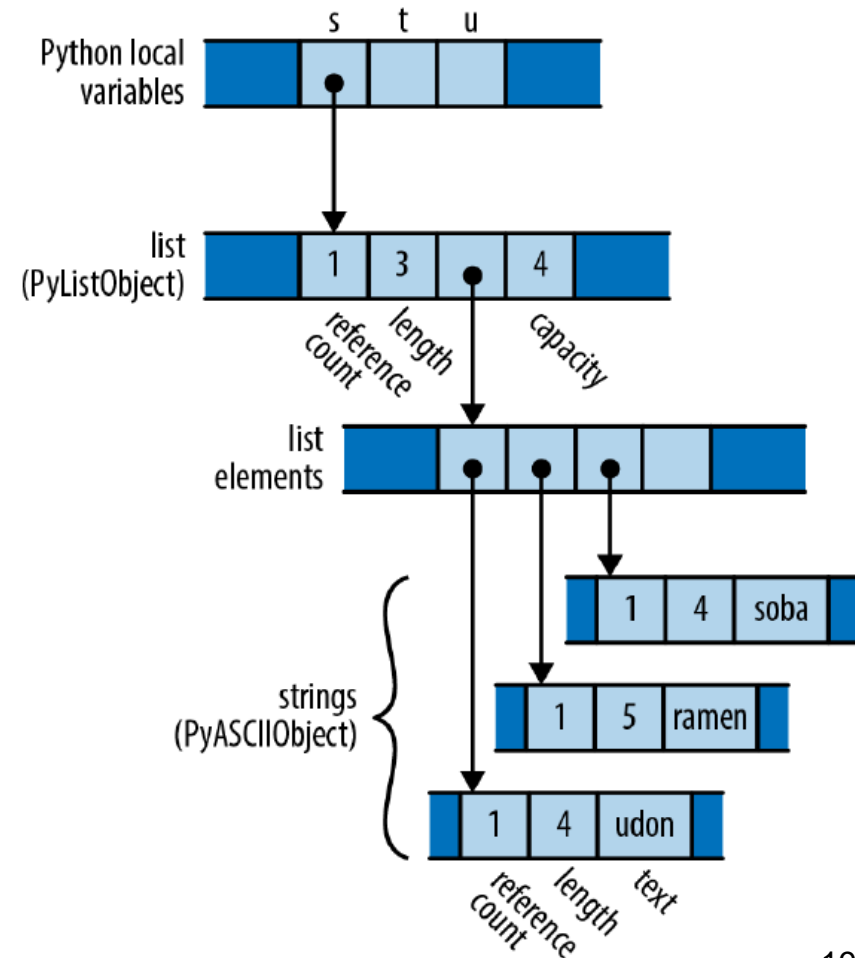 s t u
Python local
variables
list
(PyListObject)
1 3 4
reference
count
length
capacity
list
elements
1 4 soba
strings
(PyASCIIObject)
1 5 ramen
1 4 udon
reference
count
length
text